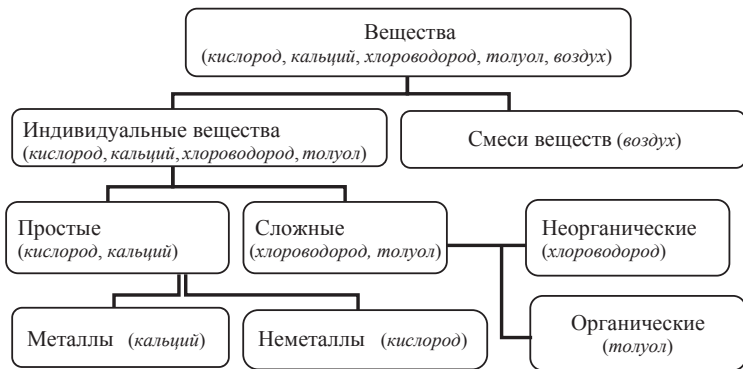 Вещества
(кислород, кальций, хлороводород, толуол, воздух)
Индивидуальные вещества
(кислород, кальций, хлороводород, толуол)
Смеси веществ (воздух)
Простые
(кислород, кальций)
Сложные
(хлороводород, толуол)
Неорганические
(хлороводород)
Металлы (кальций)
Неметаллы (кислород)
Органические
(толуол)